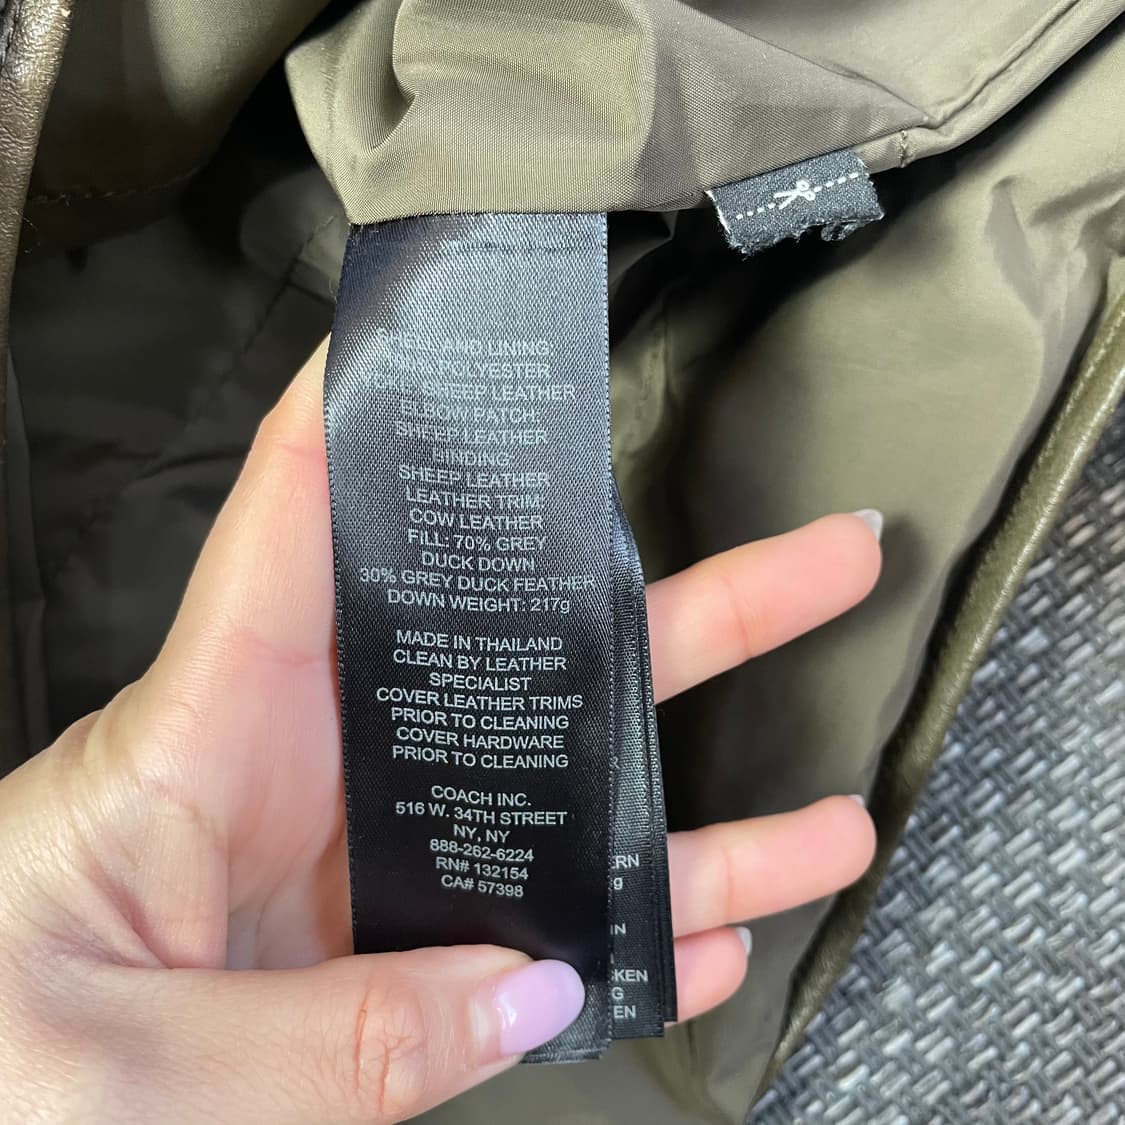 SHELL AND LINING
POLYESTER
SHEEP LEATHER
ELBOW PATCH
SHEEP LEATHER
BINDING
SHEEP LEATHER
LEATHER TRIM
COW LEATHER
FILL: 70% GREY
DUCK DOWN
30% GREY DUCK FEATHER
DOWN WEIGHT: 217g
MADE IN THAILAND
CLEAN BY LEATHER
SPECIALIST
COVER LEATHER TRIMS
PRIOR TO CLEANING
COVER HARDWARE
PRIOR TO CLEANING
COACH INC.
516 W. 34TH STREET
NY, NY
888-262-6224
RN# 132154
CA# 57398